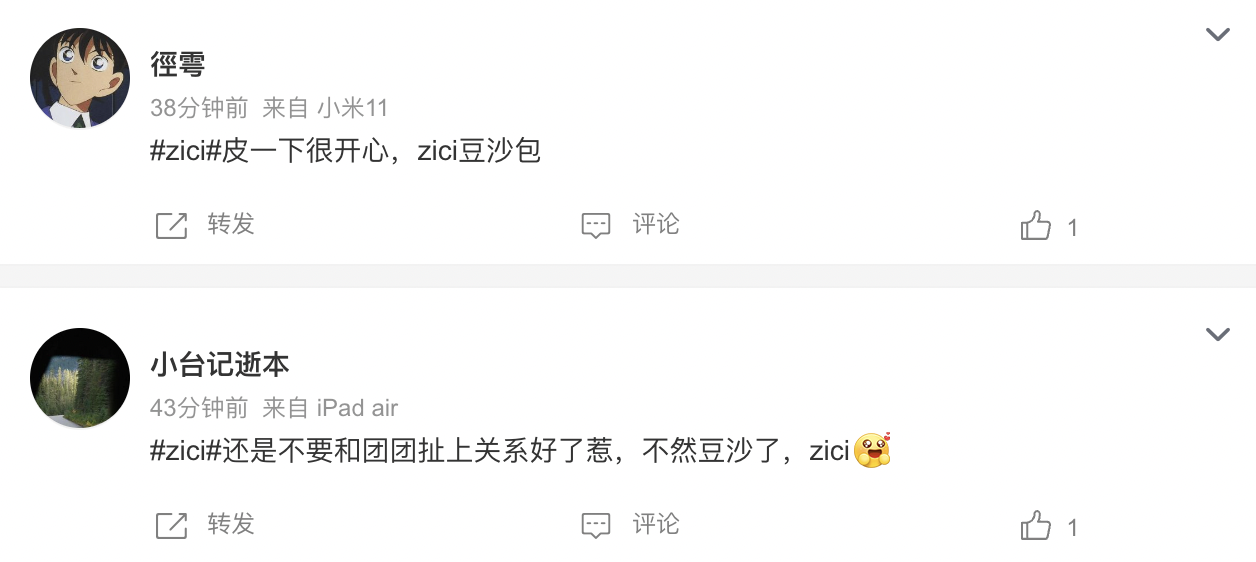 徑雩
38分钟前 来自 小米11
#zici#皮一下很开心，zici豆沙包
转发
评论
1
小台记逝本
43分钟前 来自 iPad air
#zici#还是不要和团团扯上关系好了惹，不然豆沙了，zici
转发
评论
1